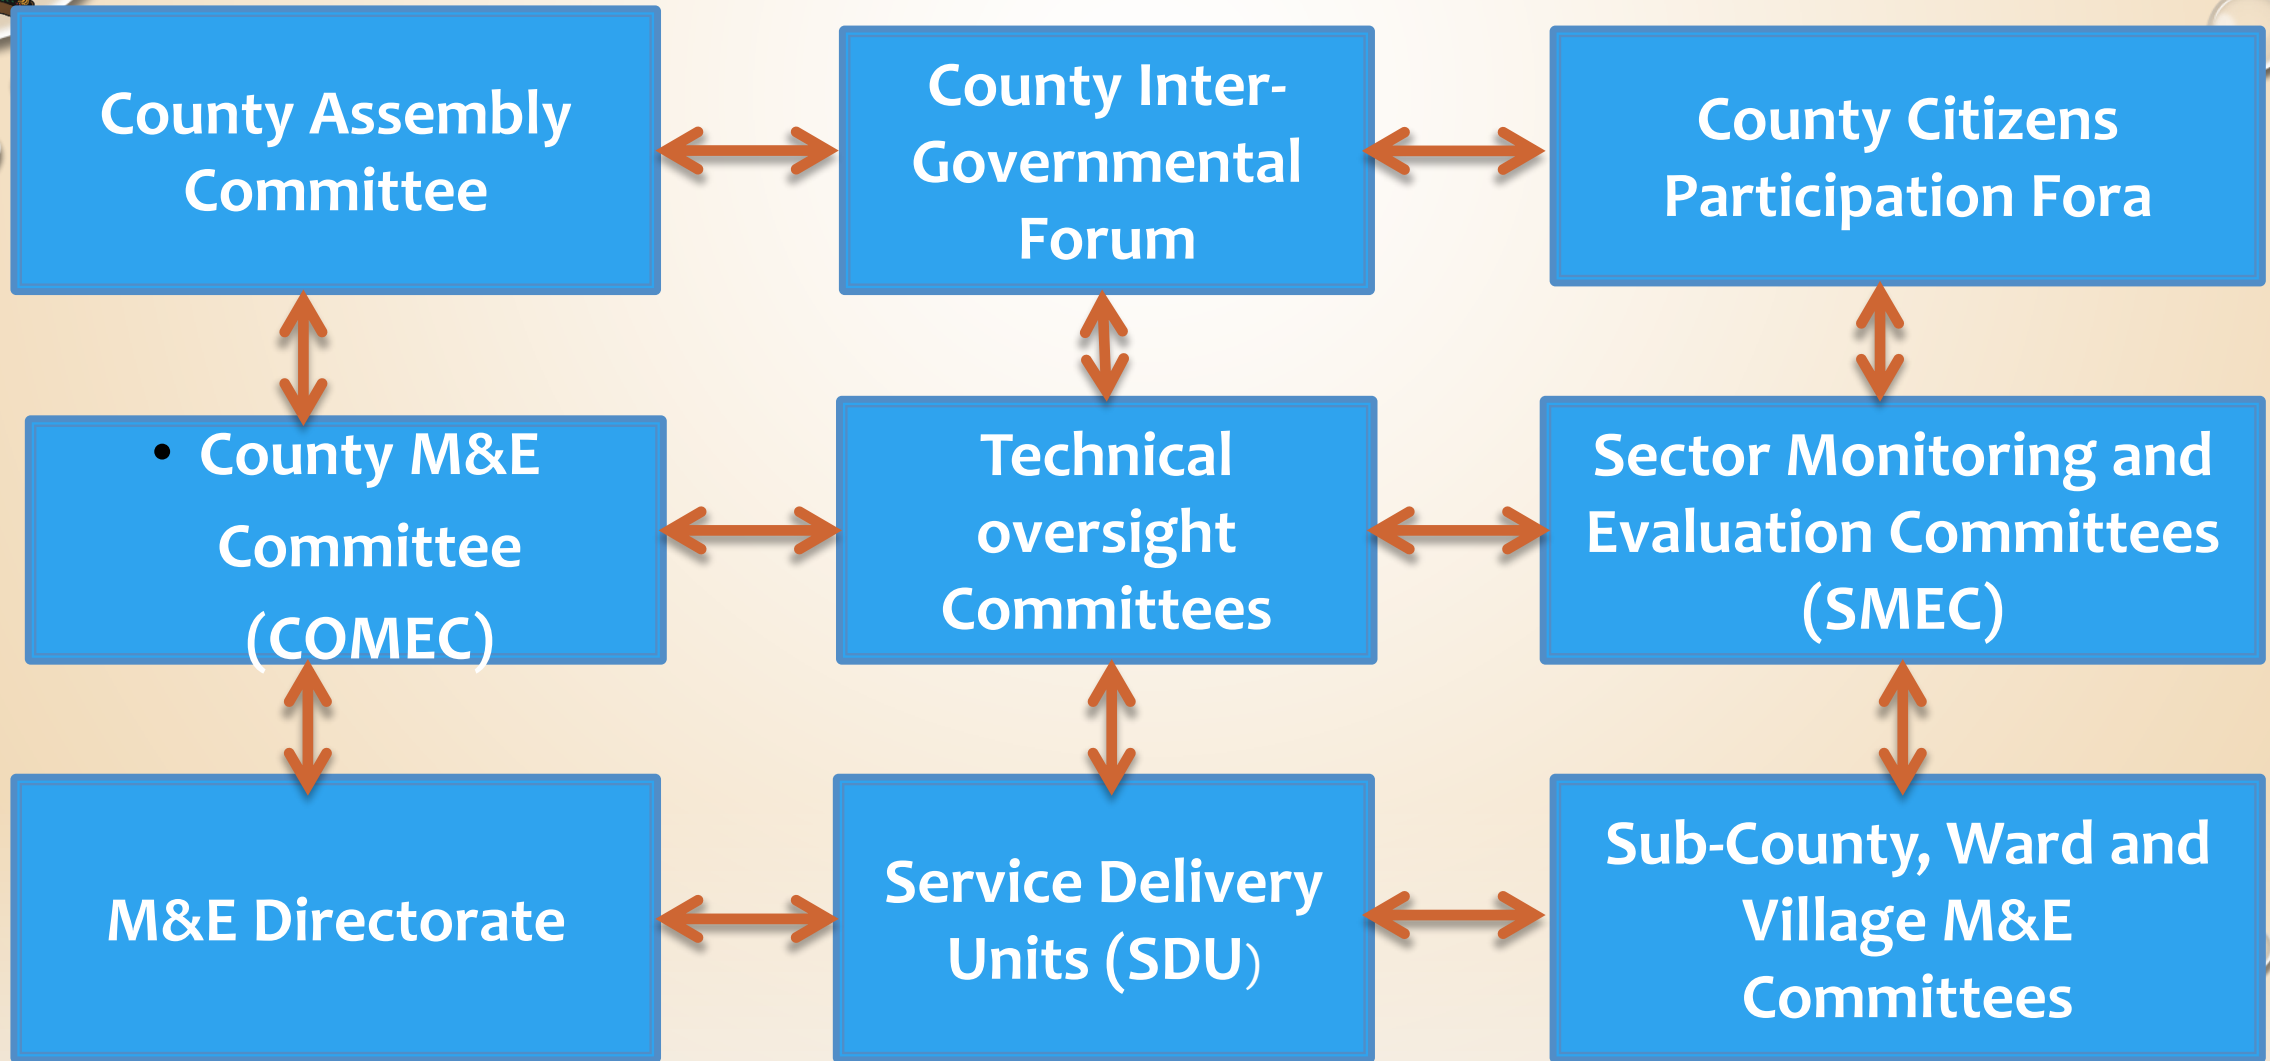 County Assembly
Committee
County Inter-
Governmental
Forum
County Citizens
Participation Fora
• County M&E
Committee
(COMEC)
Technical
oversight
Committees
Sector Monitoring and
Evaluation Committees
(SMEC)
M&E Directorate
Service Delivery
Units (SDU)
Sub-County, Ward and
Village M&E
Committees